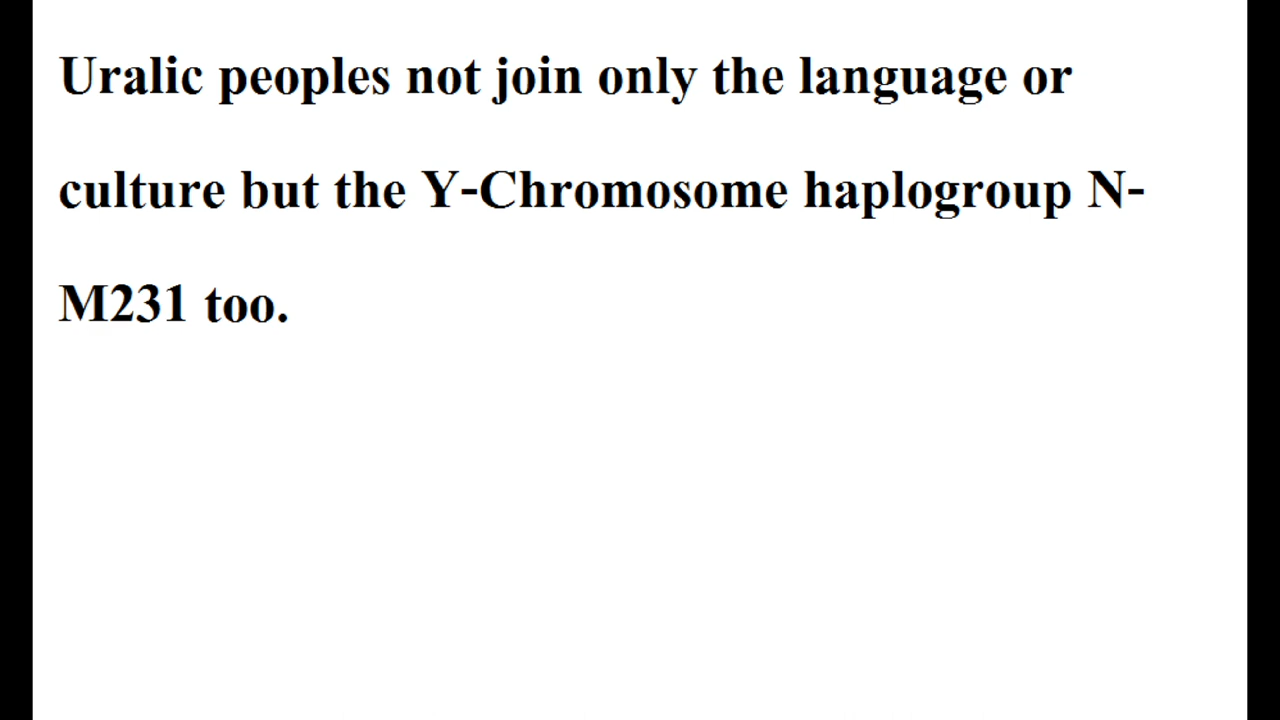 Uralic peoples not join only the language or
culture but the Y-Chromosome haplogroup N-
M231 too.